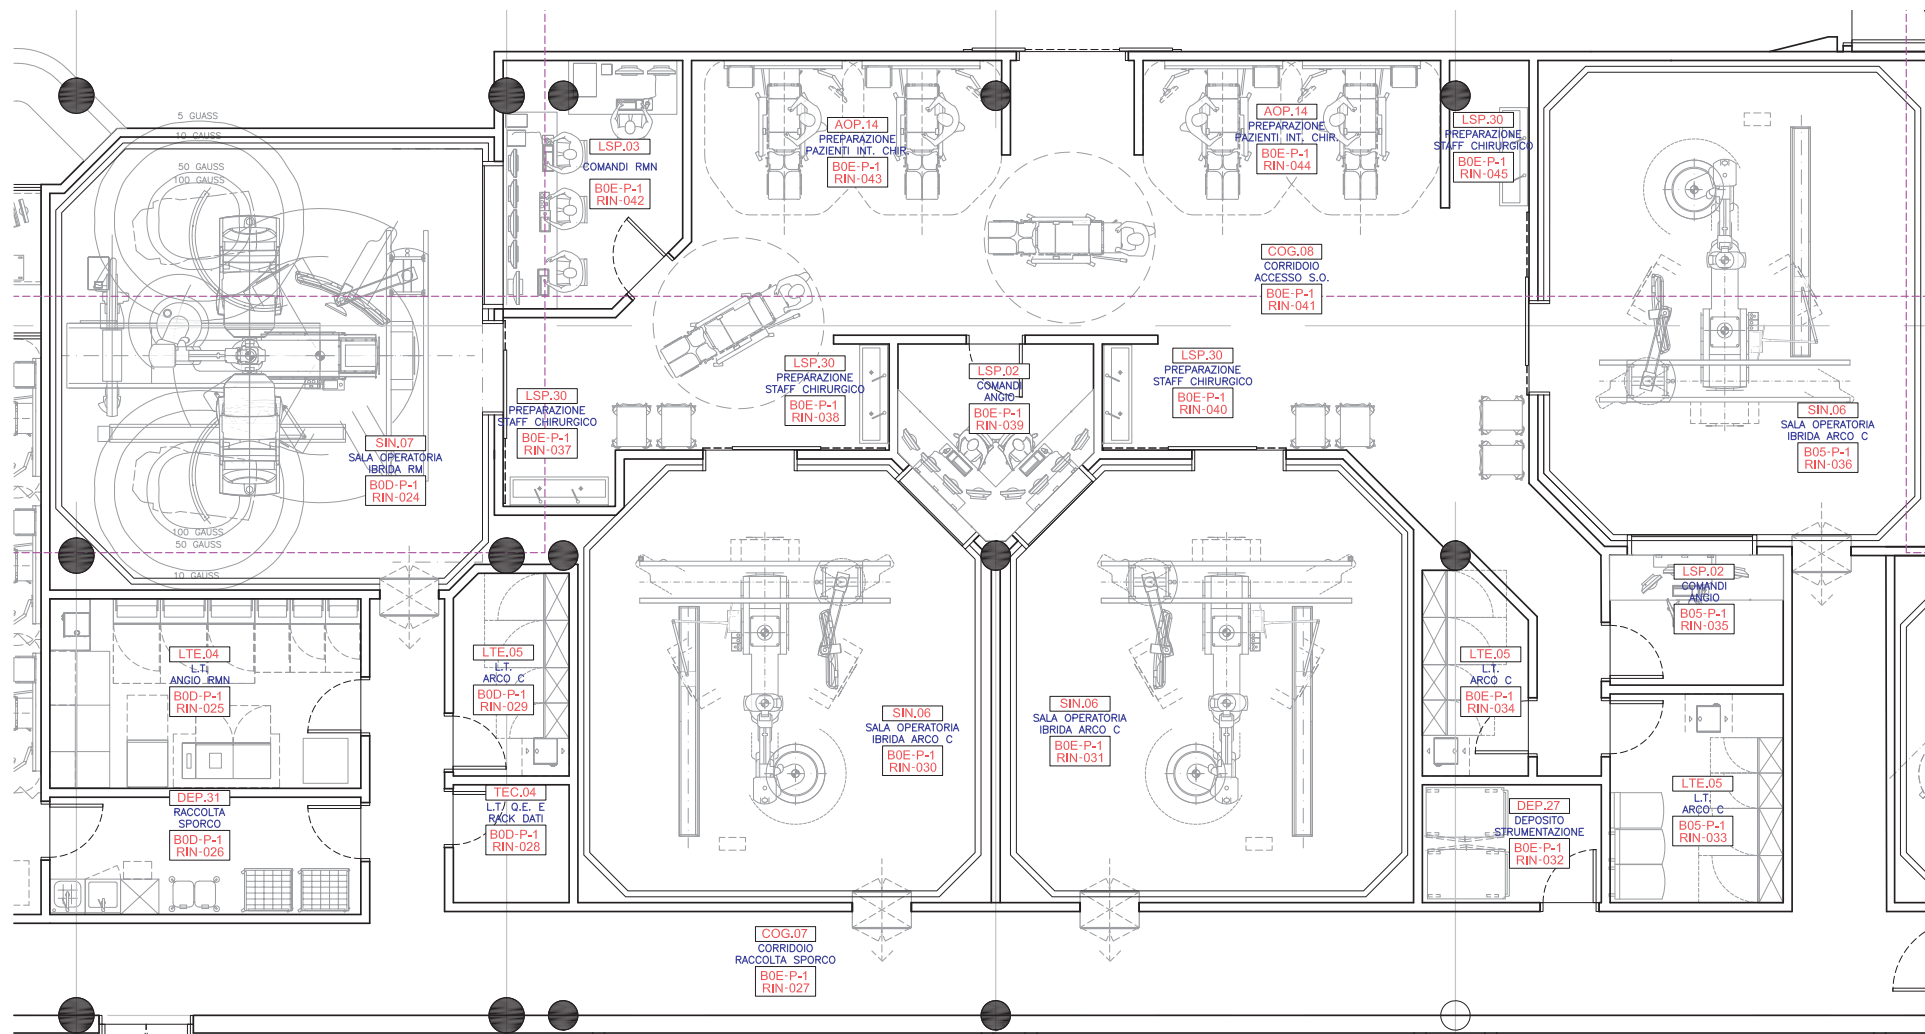 5 GUASS
10 GAUSS
50 GAUSS
100 GAUSS
SIN.07
SALA OPERATORIA
IBRIDA RM
B0D-P-1
RIN-024
100 GAUSS
50 GAUSS
10 GAUSS
LSP.03
COMANDI RMN
B0E-P-1
RIN-042
AOP.14
PREPARAZIONE
PAZIENTI INT. CHIR.
B0E-P-1
RIN-043
AOP.14
PREPARAZIONE
PAZIENTI INT. CHIR.
B0E-P-1
RIN-044
LSP.30
PREPARAZIONE
STAFF CHIRURGICO
B0E-P-1
RIN-045
COG.08
CORRIDOIO
ACCESSO S.O.
B0E-P-1
RIN-041
LSP.30
PREPARAZIONE
STAFF CHIRURGICO
B0E-P-1
RIN-037
LSP.30
PREPARAZIONE
STAFF CHIRURGICO
B0E-P-1
RIN-038
LSP.02
COMANDI
ANGIO
B0E-P-1
RIN-039
LSP.30
PREPARAZIONE
STAFF CHIRURGICO
B0E-P-1
RIN-040
SIN.06
SALA OPERATORIA
IBRIDA ARCO C
B05-P-1
RIN-036
LSP.02
COMANDI
ANGIO
B05-P-1
RIN-035
LTE.04
L.T.
ANGIO RMN
B0D-P-1
RIN-025
LTE.05
L.T.
ARCO C
B0D-P-1
RIN-029
SIN.06
SALA OPERATORIA
IBRIDA ARCO C
B0E-P-1
RIN-030
SIN.06
SALA OPERATORIA
IBRIDA ARCO C
B0E-P-1
RIN-031
LTE.05
L.T.
ARCO C
B0E-P-1
RIN-034
DEP.31
RACCOLTA
SPORCO
B0D-P-1
RIN-026
TEC.04
L.T. Q.E. E
RACK DATI
B0D-P-1
RIN-028
DEP.27
DEPOSITO
STRUMENTAZIONE
B0E-P-1
RIN-032
LTE.05
L.T.
ARCO C
B05-P-1
RIN-033
COG.07
CORRIDOIO
RACCOLTA SPORCO
B0E-P-1
RIN-027